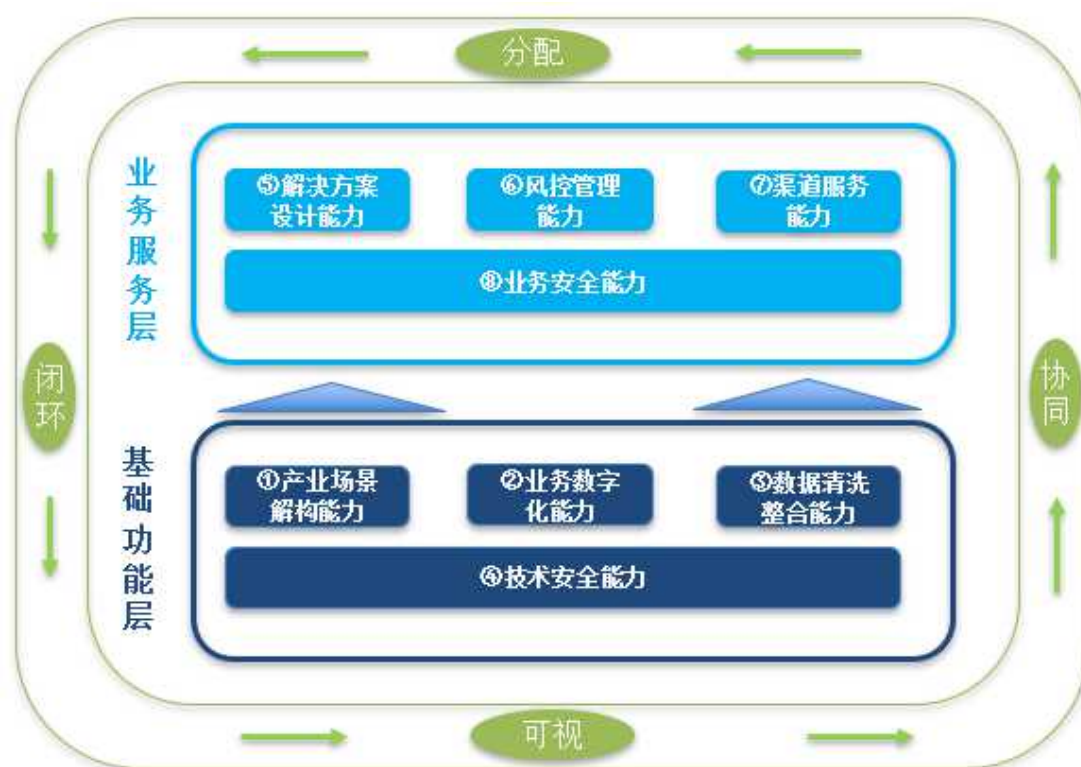 分配
业务服务层
⑤解决方案
设计能力
⑥风控管理
能力
⑦渠道服务
能力
⑧业务安全能力
闭环
协同
基础功能层
①产业场景
解构能力
②业务数字
化能力
③数据清洗
整合能力
④技术安全能力
可视